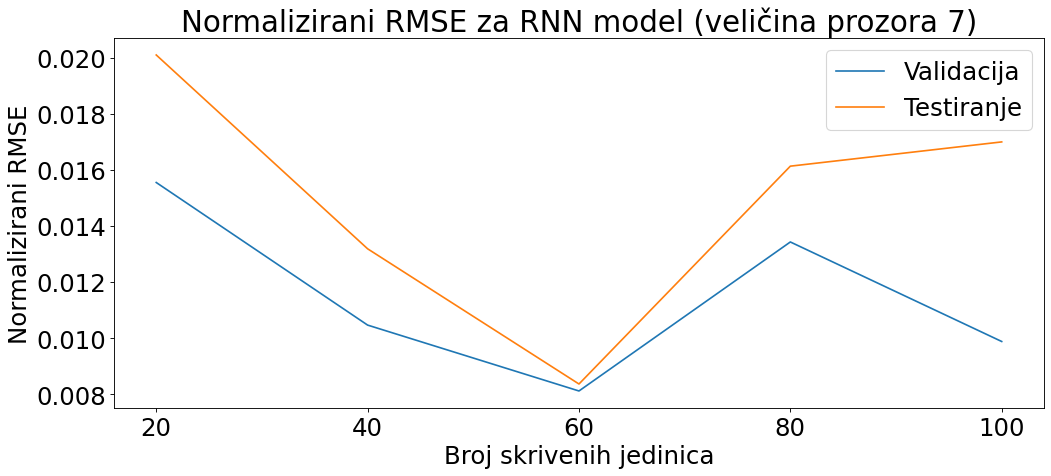 Normalizirani RMSE za RNN model (veličina prozora 7)
Validacija
Testiranje
Normalizirani RMSE
0.020
0.018
0.016
0.014
0.012
0.010
0.008
20 40 60 80 100
Broj skrivenih jedinica